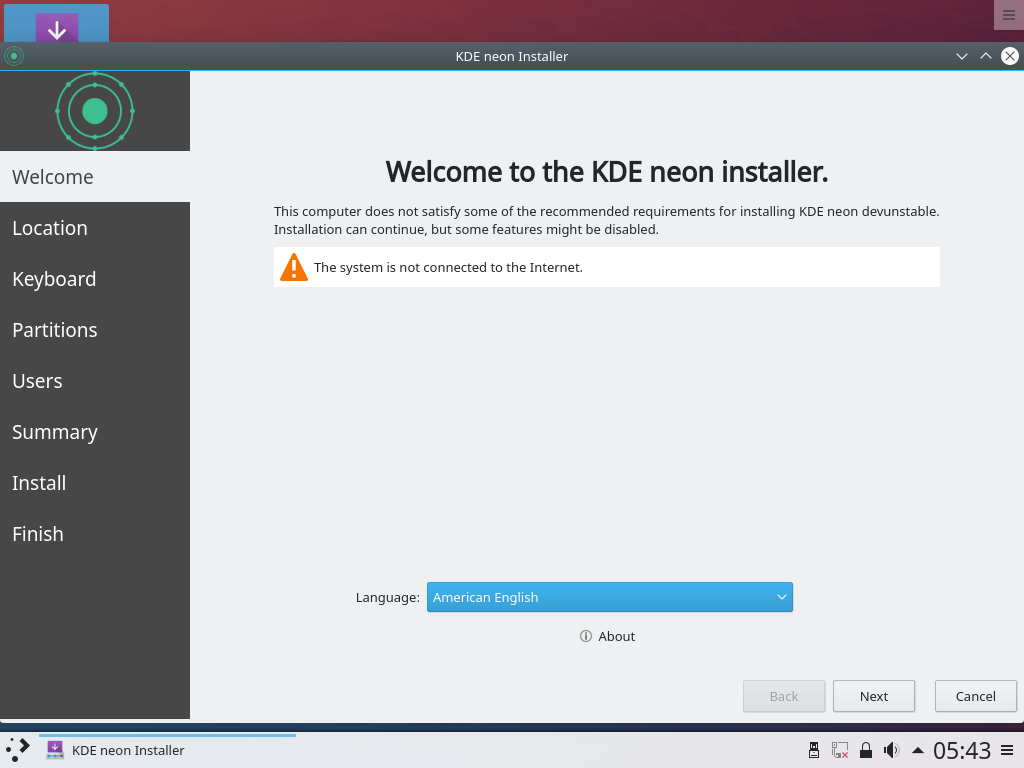 KDE neon Installer
Welcome
Location
Keyboard
Partitions
Users
Summary
Install
Finish
Welcome to the KDE neon installer.
This computer does not satisfy some of the recommended requirements for installing KDE neon devunstable.
Installation can continue, but some features might be disabled.
The system is not connected to the Internet.
Language: American English
About
Back Next Cancel
KDE neon Installer 05:43